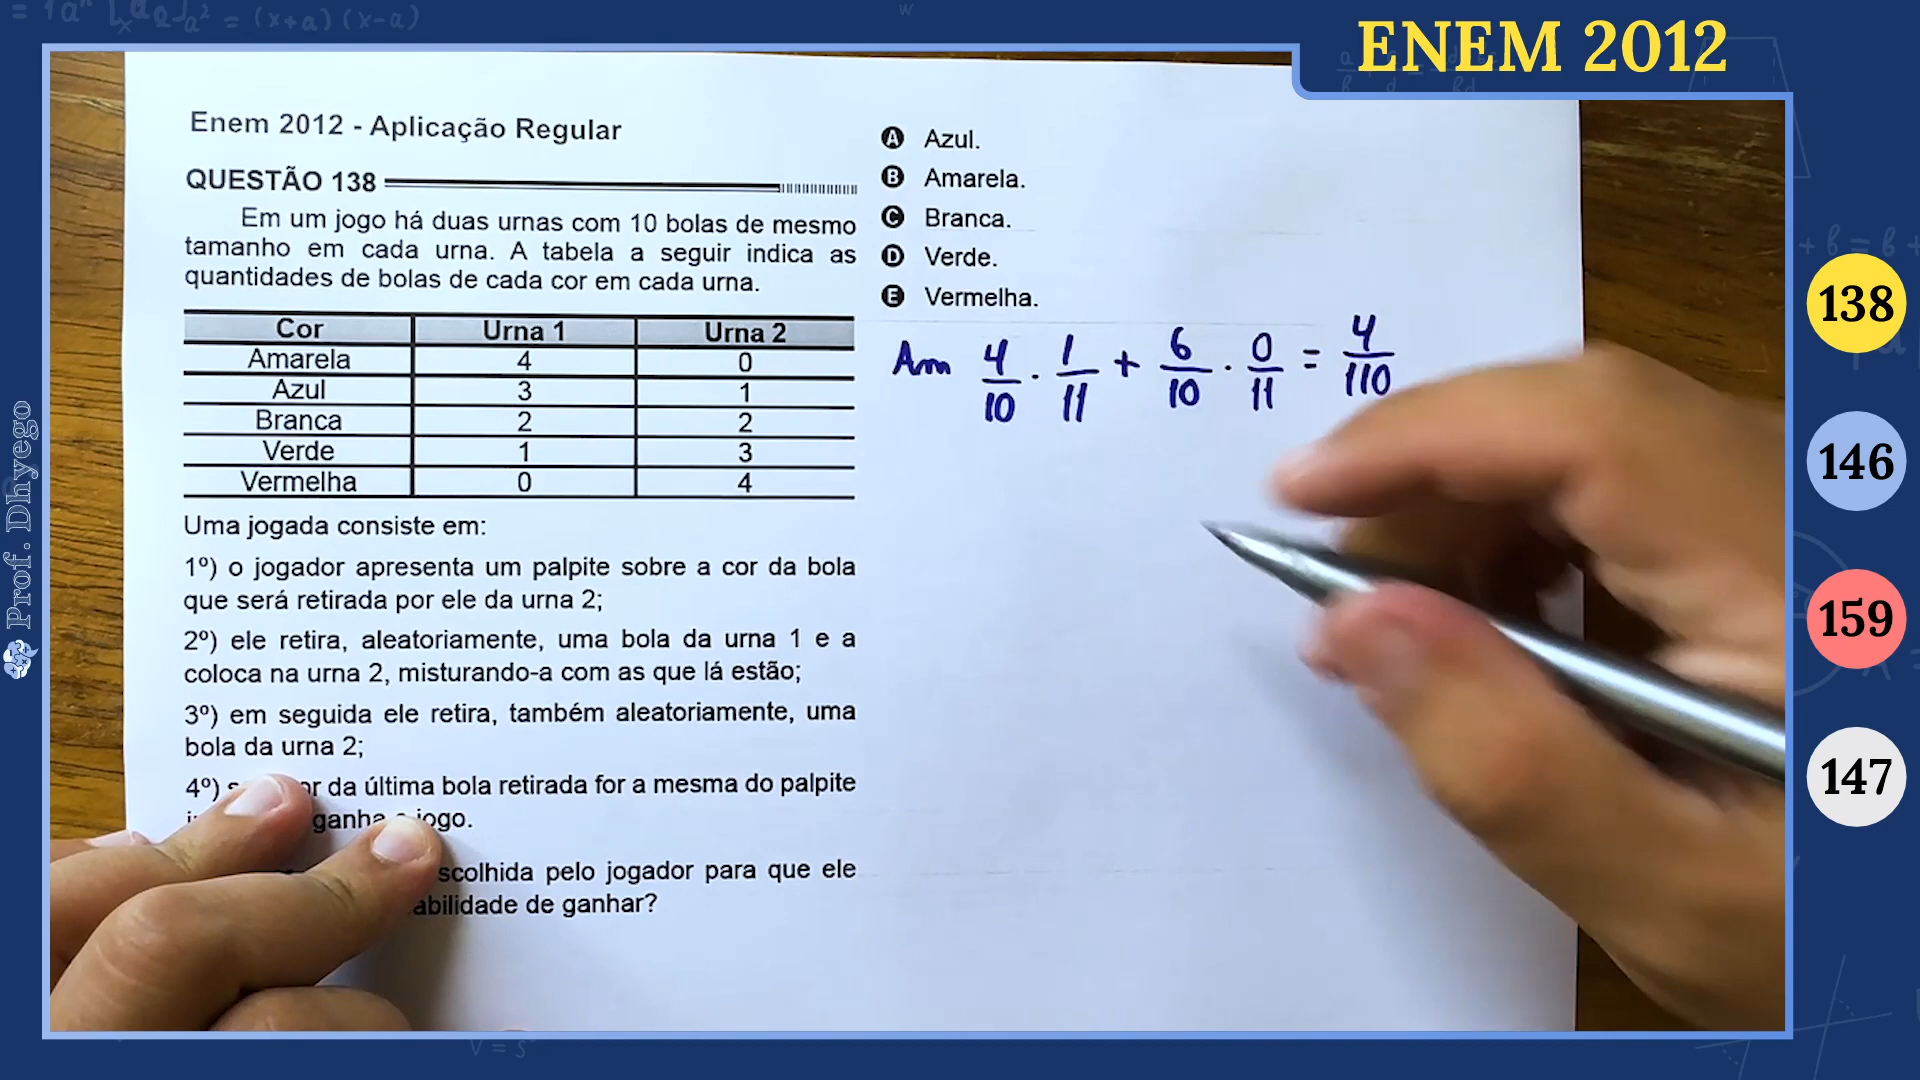 ENEM 2012
Enem 2012 - Aplicação Regular
QUESTÃO 138
Em um jogo há duas urnas com 10 bolas de mesmo
tamanho em cada urna. A tabela a seguir indica as
quantidades de bolas de cada cor em cada urna.
Cor Urna 1 Urna 2
Amarela 4 0
Azul 3 1
Branca 2 2
Verde 1 3
Vermelha 0 4
Uma jogada consiste em:
1º) o jogador apresenta um palpite sobre a cor da bola
que será retirada por ele da urna 2;
2º) ele retira, aleatoriamente, uma bola da urna 1 e a
coloca na urna 2, misturando-a com as que lá estão;
3º) em seguida ele retira, também aleatoriamente, uma
bola da urna 2;
4º) da última bola retirada for a mesma do palpite
ganha jogo.
pelo jogador para que ele
de ganhar?
A Azul.
B Amarela.
C Branca.
D Verde.
E Vermelha.
Am 4/10 · 1/11 + 6/10 · 0/11 = 4/110
138
146
159
147
Prof. Dhyego
= (x+a) (x-a)